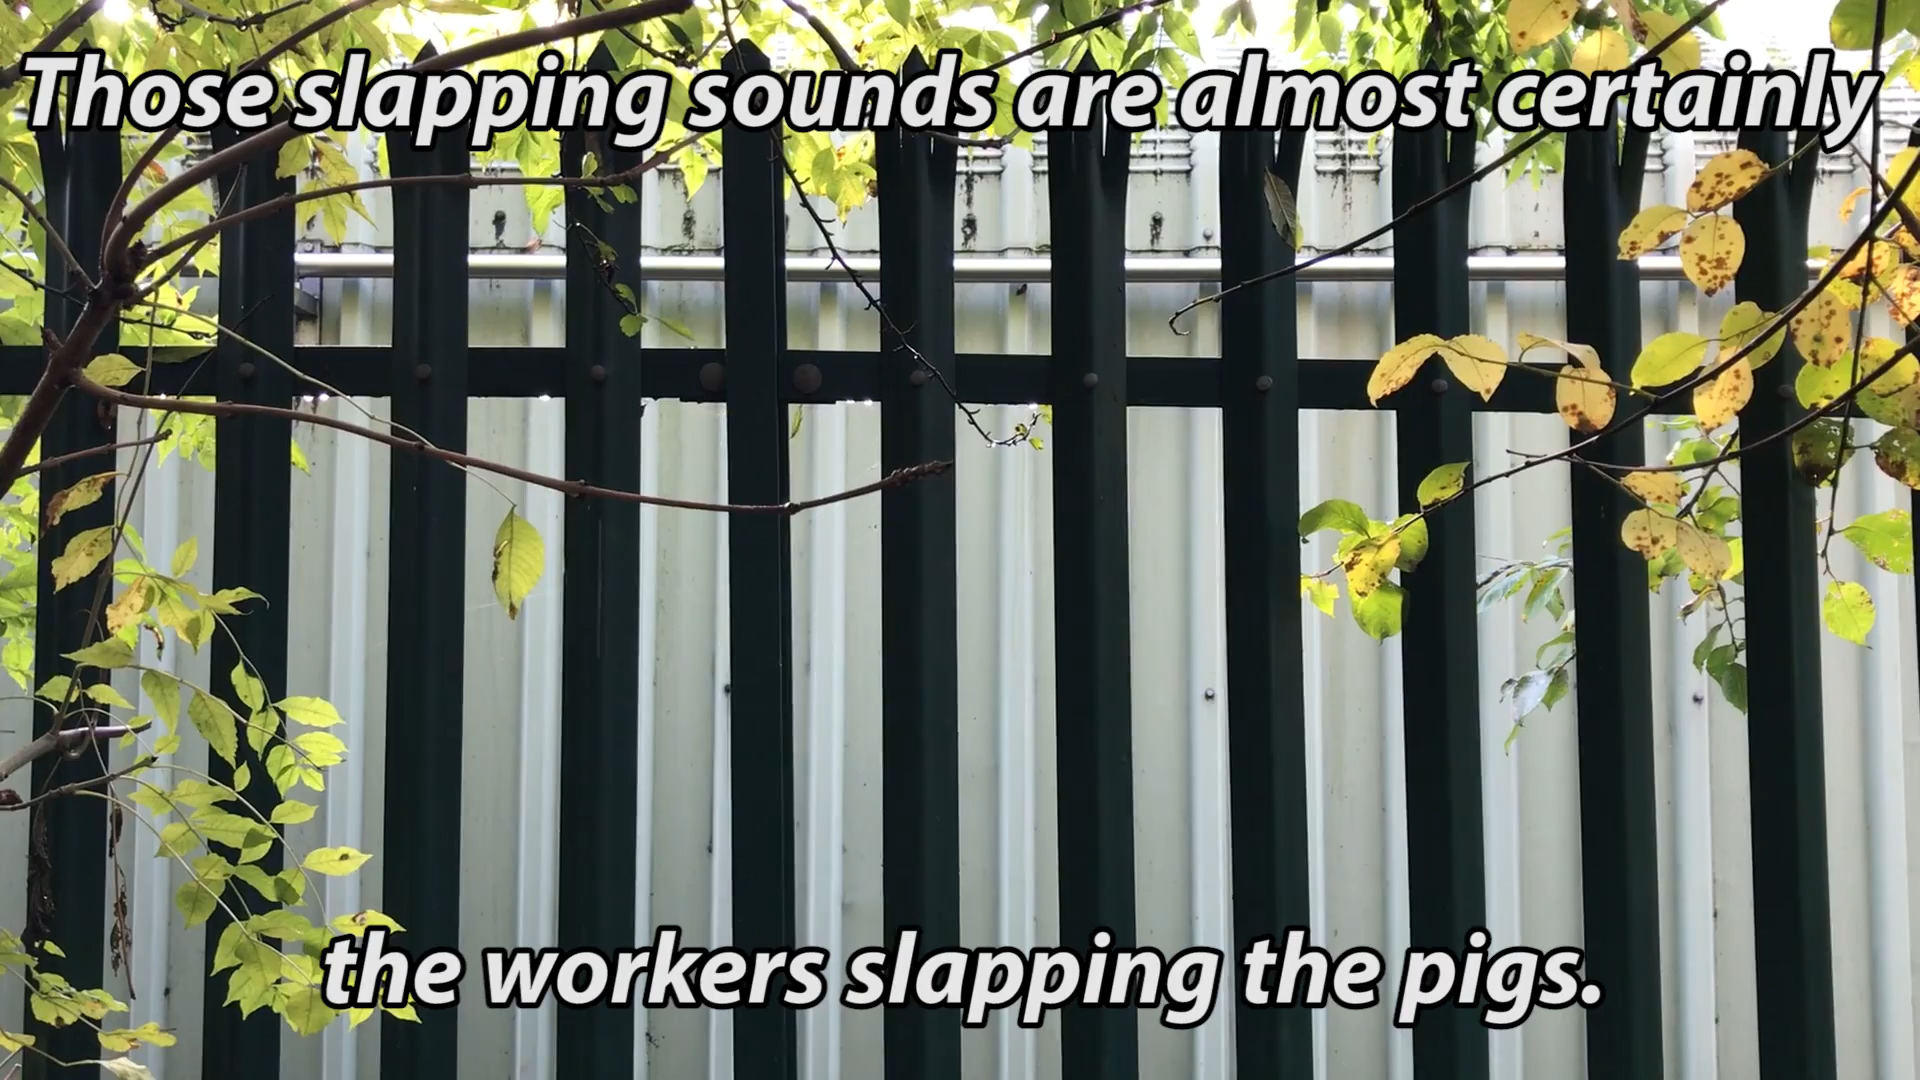 Those slapping sounds are almost certainly
the workers slapping the pigs.